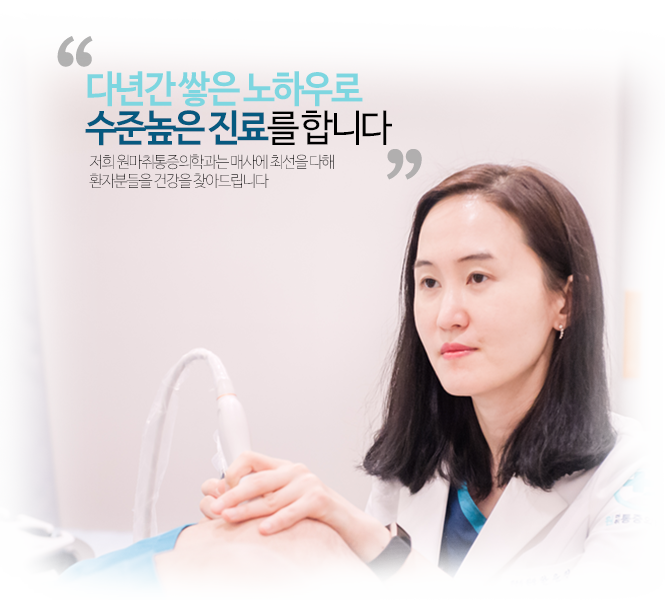 “
다년간 쌓은 노하우로
수준높은 진료를 합니다
저희 원마취통증의학과는 매사에 최선을 다해
환자분들을 건강을 찾아드립니다
”